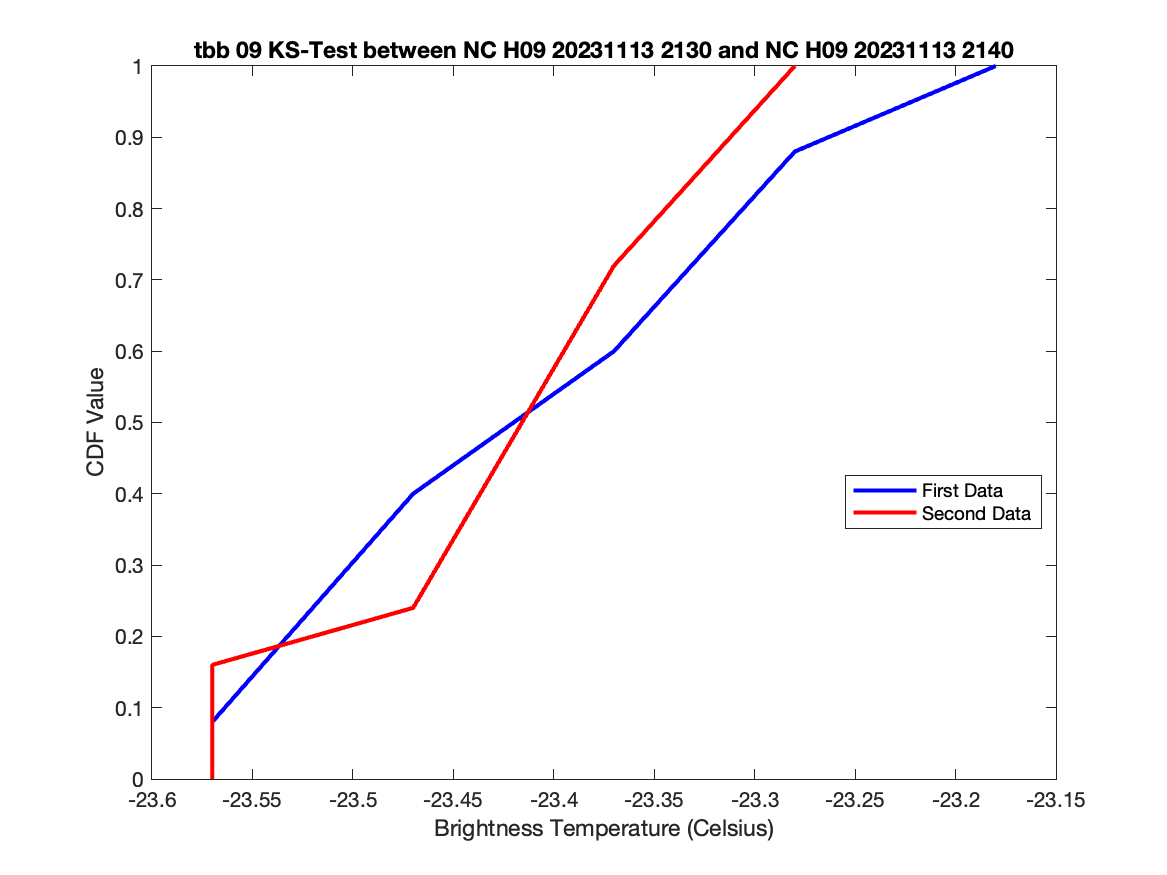 tbb 09 KS-Test between NC H09 20231113 2130 and NC H09 20231113 2140
1
0.9
0.8
0.7
0.6
0.5
0.4
0.3
0.2
0.1
0
CDF Value
First Data
Second Data
-23.6 -23.55 -23.5 -23.45 -23.4 -23.35 -23.3 -23.25 -23.2 -23.15
Brightness Temperature (Celsius)